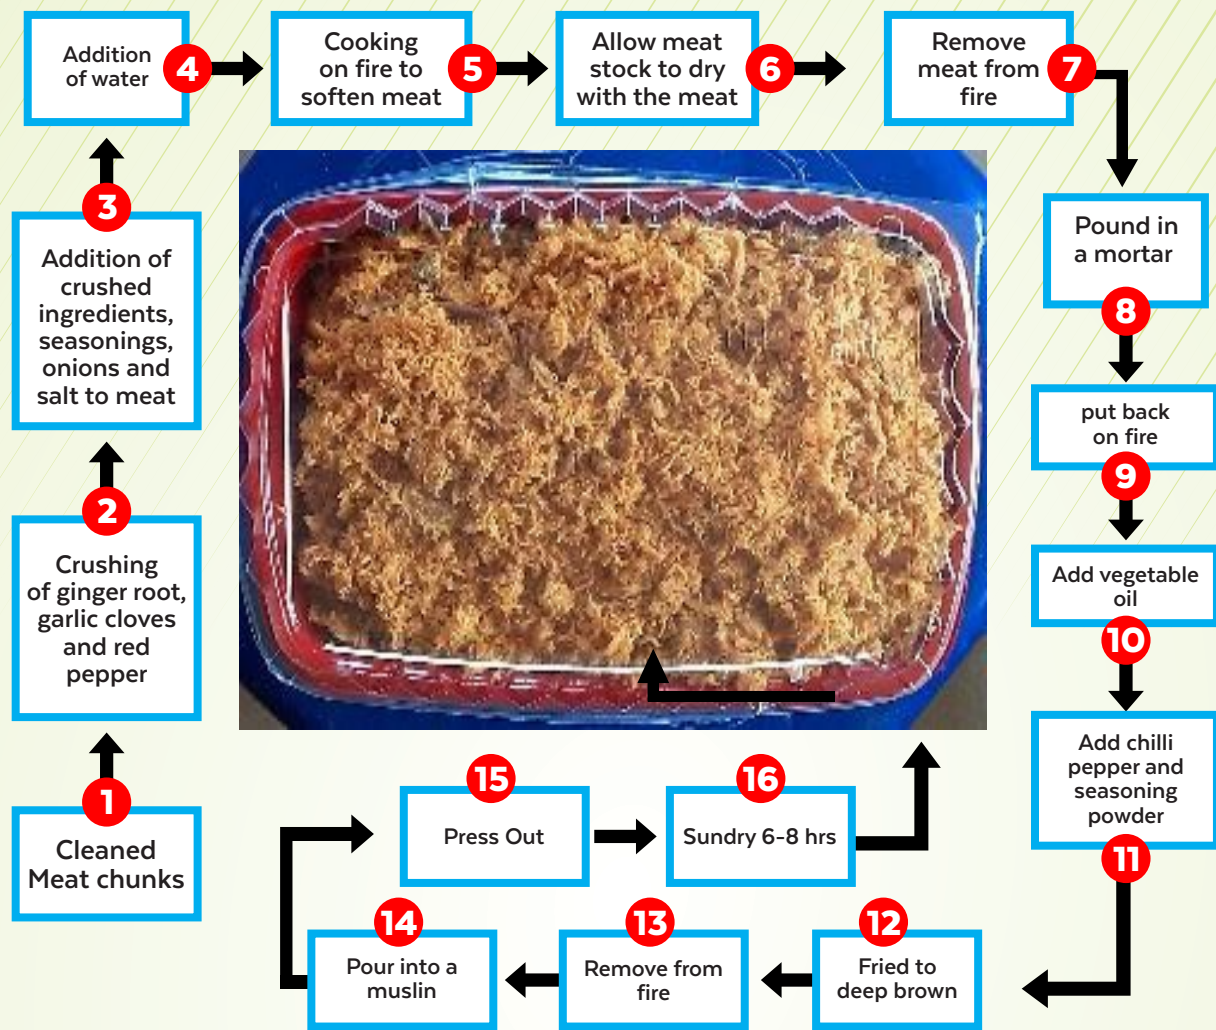 1
Cleaned
Meat chunks
2
Crushing
of ginger root,
garlic cloves
and red
pepper
3
Addition of
crushed
ingredients,
seasonings,
onions and
salt to meat
4
Addition
of water
5
Cooking
on fire to
soften meat
6
Allow meat
stock to dry
with the meat
7
Remove
meat from
fire
8
Pound in
a mortar
9
put back
on fire
10
Add vegetable
oil
11
Add chilli
pepper and
seasoning
powder
12
Fried to
deep brown
13
Remove from
fire
14
Pour into a
muslin
15
Press Out
16
Sundry 6-8 hrs